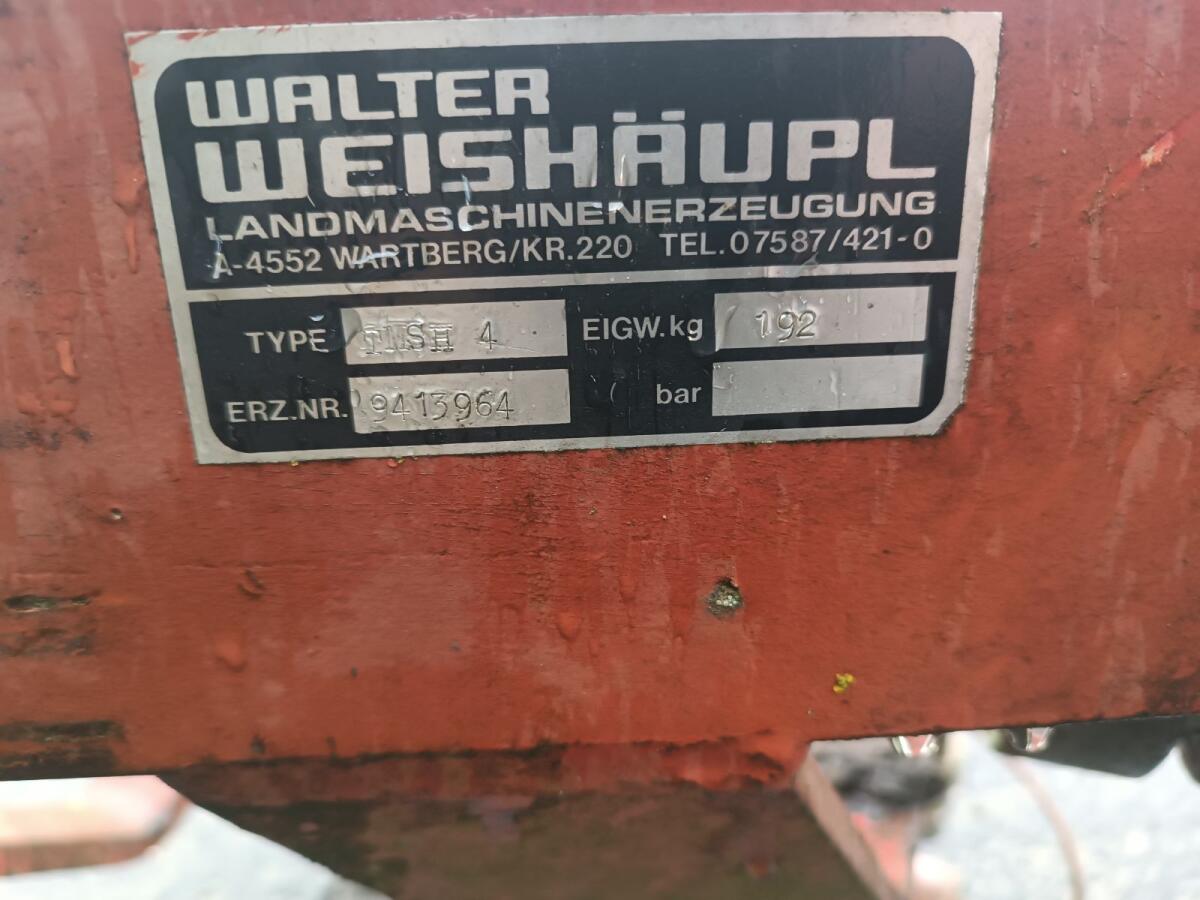 WALTER
WEISHÄUPL
LANDMASCHINENERZEUGUNG
A-4552 WARTBERG/KR.220 TEL.07587/421-0
TYPE 4 EIGW.kg 192
ERZ.NR. 9413964 bar